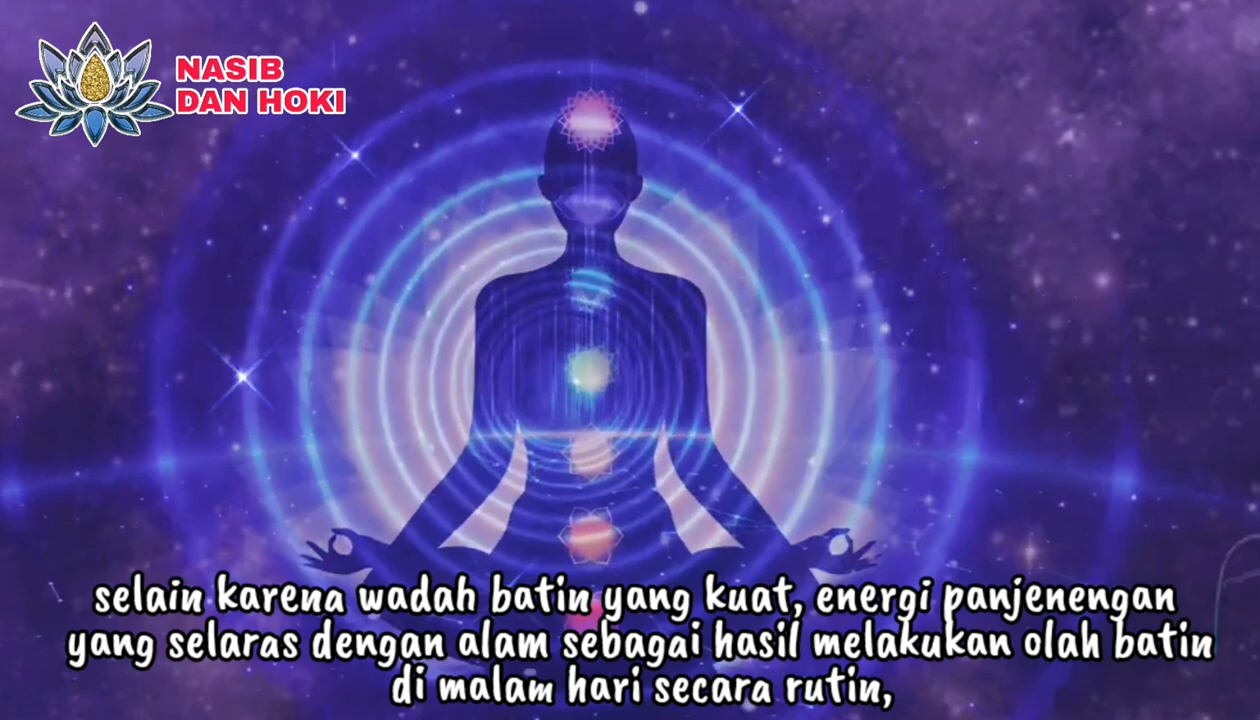 NASIB
DAN HOKI
selain karena wadah batin yang kuat, energi panjenengan
yang selaras dengan alam sebagai hasil melakukan olah batin
di malam hari secara rutin,